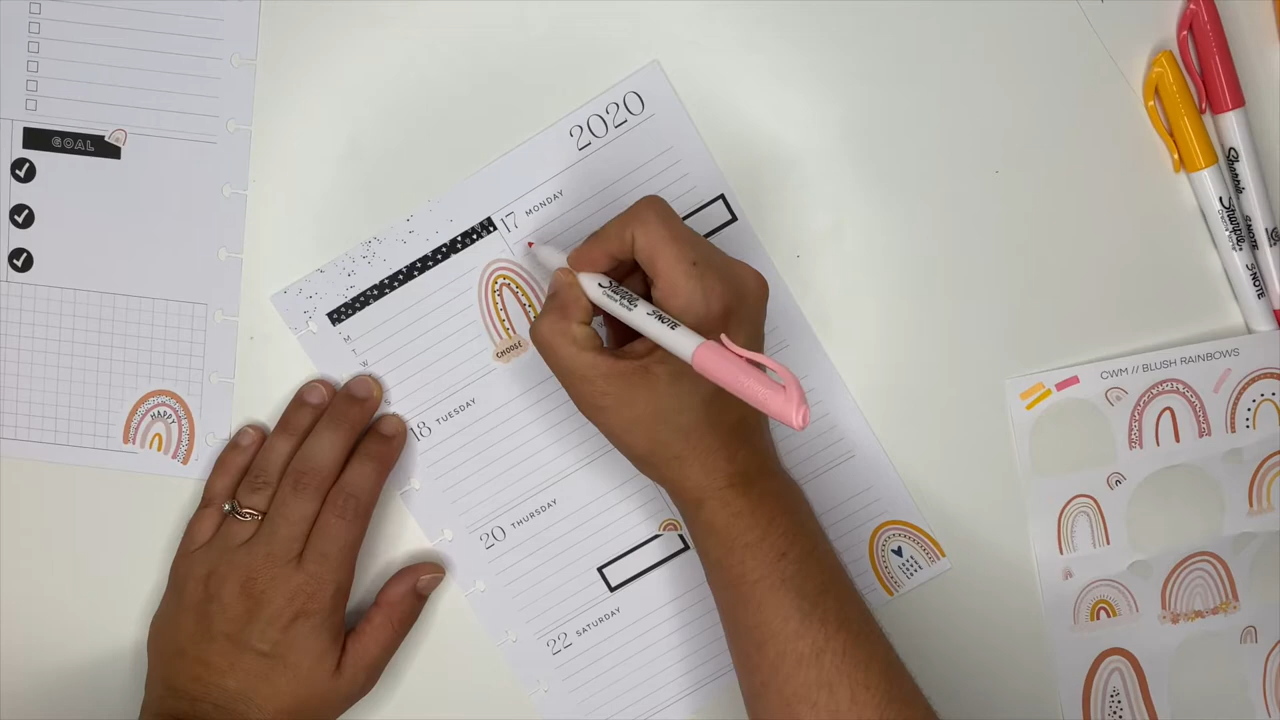 GOAL
HAPPY
2020
17 MONDAY
M
T
W
S
CHOOSE
18 TUESDAY
20 THURSDAY
22 SATURDAY
Sharpie
S·NOTE
Sharpie
S·NOTE
Sharpie
S·NOTE
CWM // BLUSH RAINBOWS